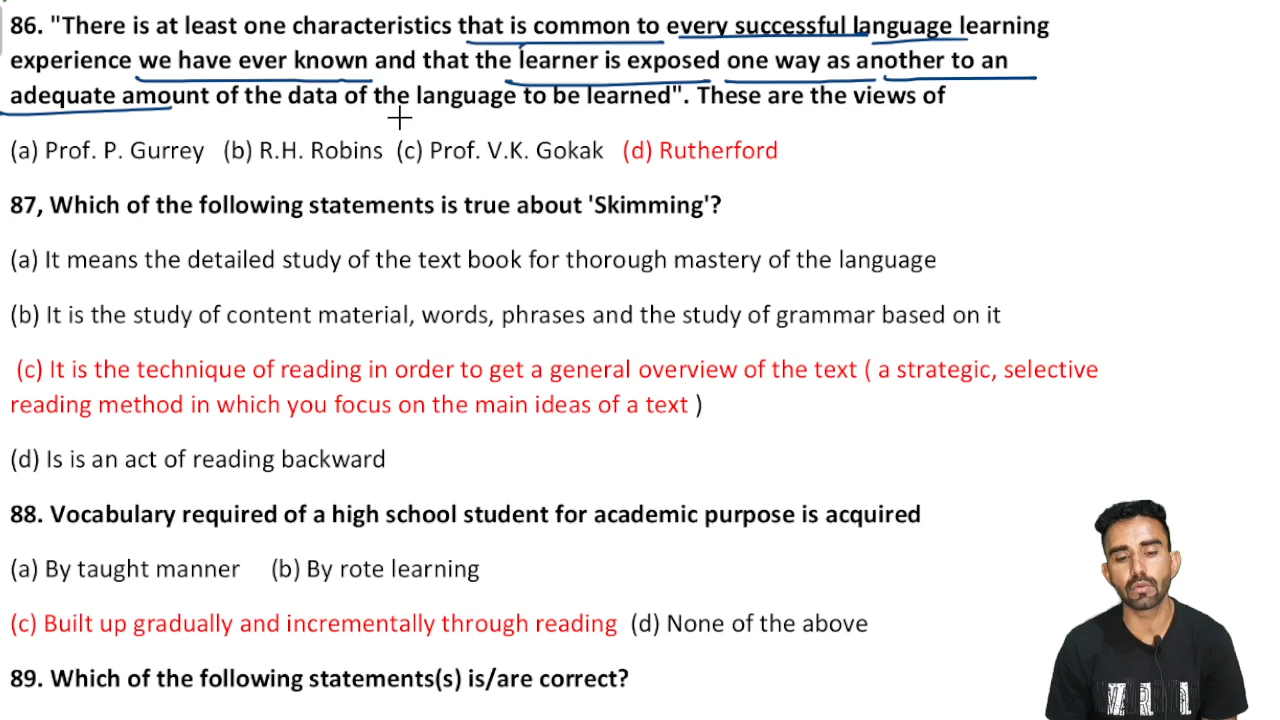 86. "There is at least one characteristics that is common to every successful language learning
experience we have ever known and that the learner is exposed one way as another to an
adequate amount of the data of the language to be learned". These are the views of
(a) Prof. P. Gurrey (b) R.H. Robins (c) Prof. V.K. Gokak (d) Rutherford
87, Which of the following statements is true about 'Skimming'?
(a) It means the detailed study of the text book for thorough mastery of the language
(b) It is the study of content material, words, phrases and the study of grammar based on it
(c) It is the technique of reading in order to get a general overview of the text ( a strategic, selective
reading method in which you focus on the main ideas of a text )
(d) Is is an act of reading backward
88. Vocabulary required of a high school student for academic purpose is acquired
(a) By taught manner (b) By rote learning
(c) Built up gradually and incrementally through reading (d) None of the above
89. Which of the following statements(s) is/are correct?